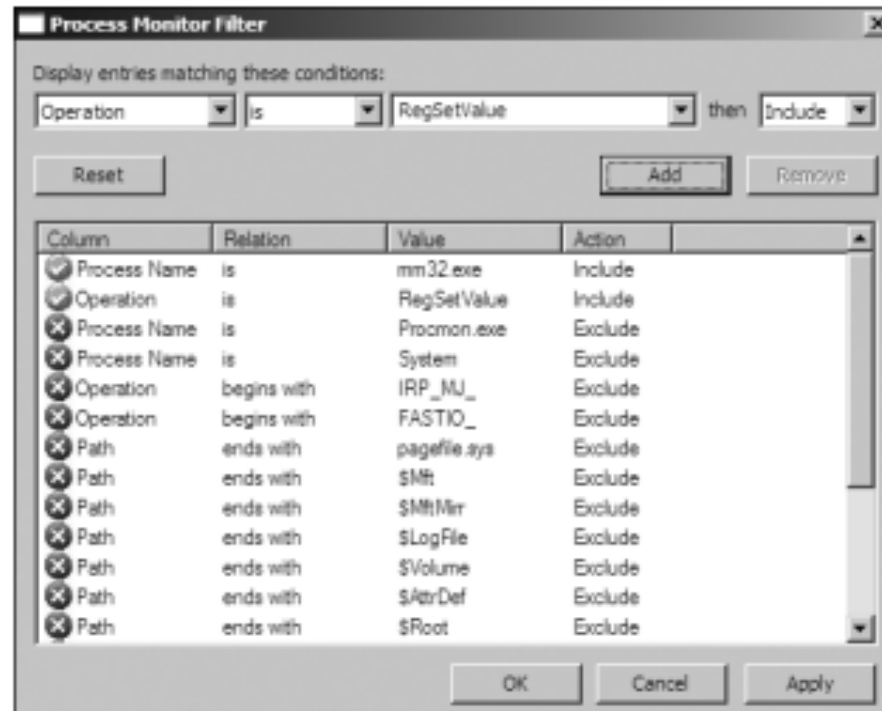 Process Monitor Filter
Display entries matching these conditions:
Operation is RegSetValue then Include
Reset Add Remove
Column Relation Value Action
Process Name is mm32.exe Include
Operation is RegSetValue Include
Process Name is Procmon.exe Exclude
Process Name is System Exclude
Operation begins with IRP_MJ_ Exclude
Operation begins with FASTIO_ Exclude
Path ends with pagefile.sys Exclude
Path ends with $Mft Exclude
Path ends with $MftMirr Exclude
Path ends with $LogFile Exclude
Path ends with $Volume Exclude
Path ends with $AttrDef Exclude
Path ends with $Root Exclude
OK Cancel Apply